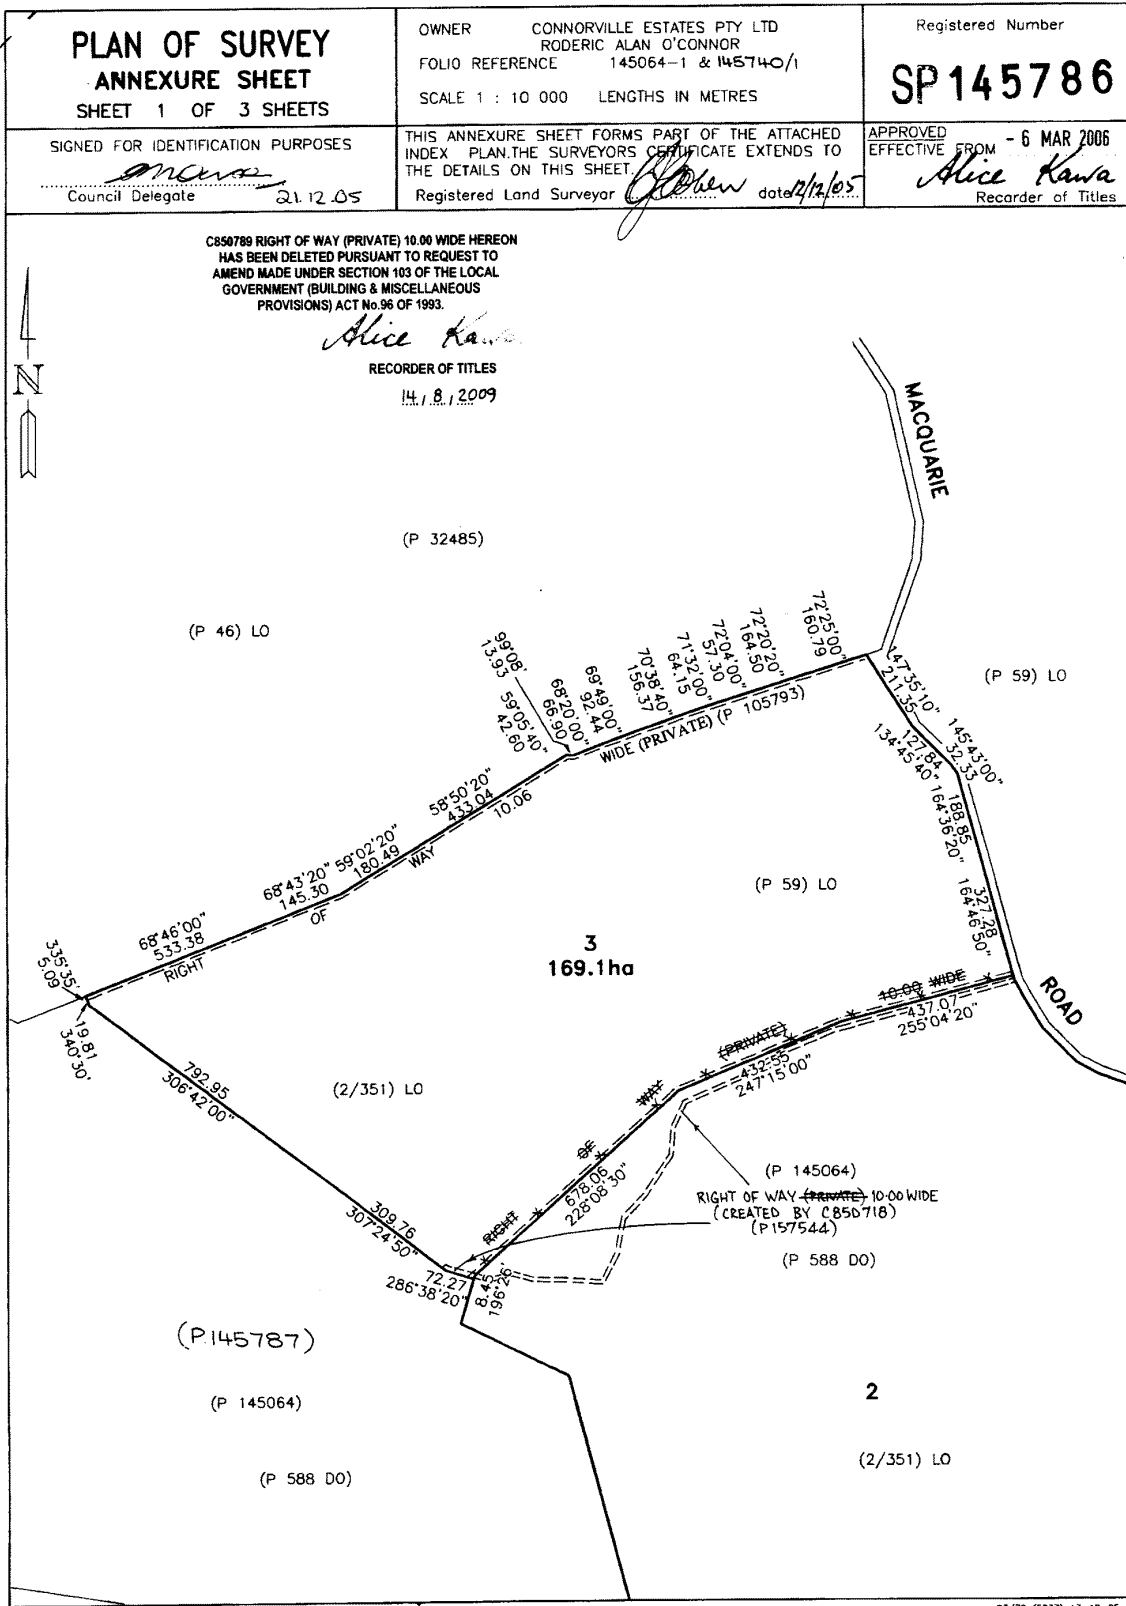 PLAN OF SURVEY
ANNEXURE SHEET
SHEET 1 OF 3 SHEETS
OWNER CONNORVILLE ESTATES PTY LTD
RODERIC ALAN O'CONNOR
FOLIO REFERENCE 145064-1 & 145740/1
SCALE 1 : 10 000 LENGTHS IN METRES
Registered Number
SP145786
SIGNED FOR IDENTIFICATION PURPOSES
Council Delegate 21.12.05
THIS ANNEXURE SHEET FORMS PART OF THE ATTACHED
INDEX PLAN.THE SURVEYORS CERTIFICATE EXTENDS TO
THE DETAILS ON THIS SHEET.
Registered Land Surveyor date 12/12/05
APPROVED
EFFECTIVE FROM - 6 MAR 2006
Alice Kawa
Recorder of Titles
C850789 RIGHT OF WAY (PRIVATE) 10.00 WIDE HEREON
HAS BEEN DELETED PURSUANT TO REQUEST TO
AMEND MADE UNDER SECTION 103 OF THE LOCAL
GOVERNMENT (BUILDING & MISCELLANEOUS
PROVISIONS) ACT No.96 OF 1993.
Alice Kawa
RECORDER OF TITLES
14/8/2009
N
MACQUARIE
(P 32485)
(P 46) LO
(P 59) LO
99°08'
13.93
59°05'40"
42.60
68°20'00"
66.90
69°49'00"
92.44
70°38'40"
156.37
71°32'00"
64.15
72°04'00"
57.30
72°20'20"
164.50
72°25'00"
160.79
WIDE (PRIVATE) (P 105793)
147°35'10"
211.35
145°43'00"
32.33
127.84
134°45'40"
188.85
164°36'20"
327.28
164°46'50"
58°50'20"
433.04
10.06
59°02'20"
180.49
WAY
68°43'20"
145.30
OF
68°46'00"
533.38
RIGHT
335°35'
5.09
19.81
340°30'
(P 59) LO
3
169.1ha
ROAD
10.00 WIDE
437.07
255°04'20"
(PRIVATE)
432.55
247°15'00"
WAY
OF
678.06
228°08'30"
RIGHT
792.95
306°42'00"
(2/351) LO
309.76
307°24'50"
72.27
286°38'20"
8.45
196°26'
(P 145064)
RIGHT OF WAY (PRIVATE) 10.00 WIDE
(CREATED BY C850718)
(P157544)
(P 588 DO)
(P.145787)
(P 145064)
(P 588 DO)
2
(2/351) LO